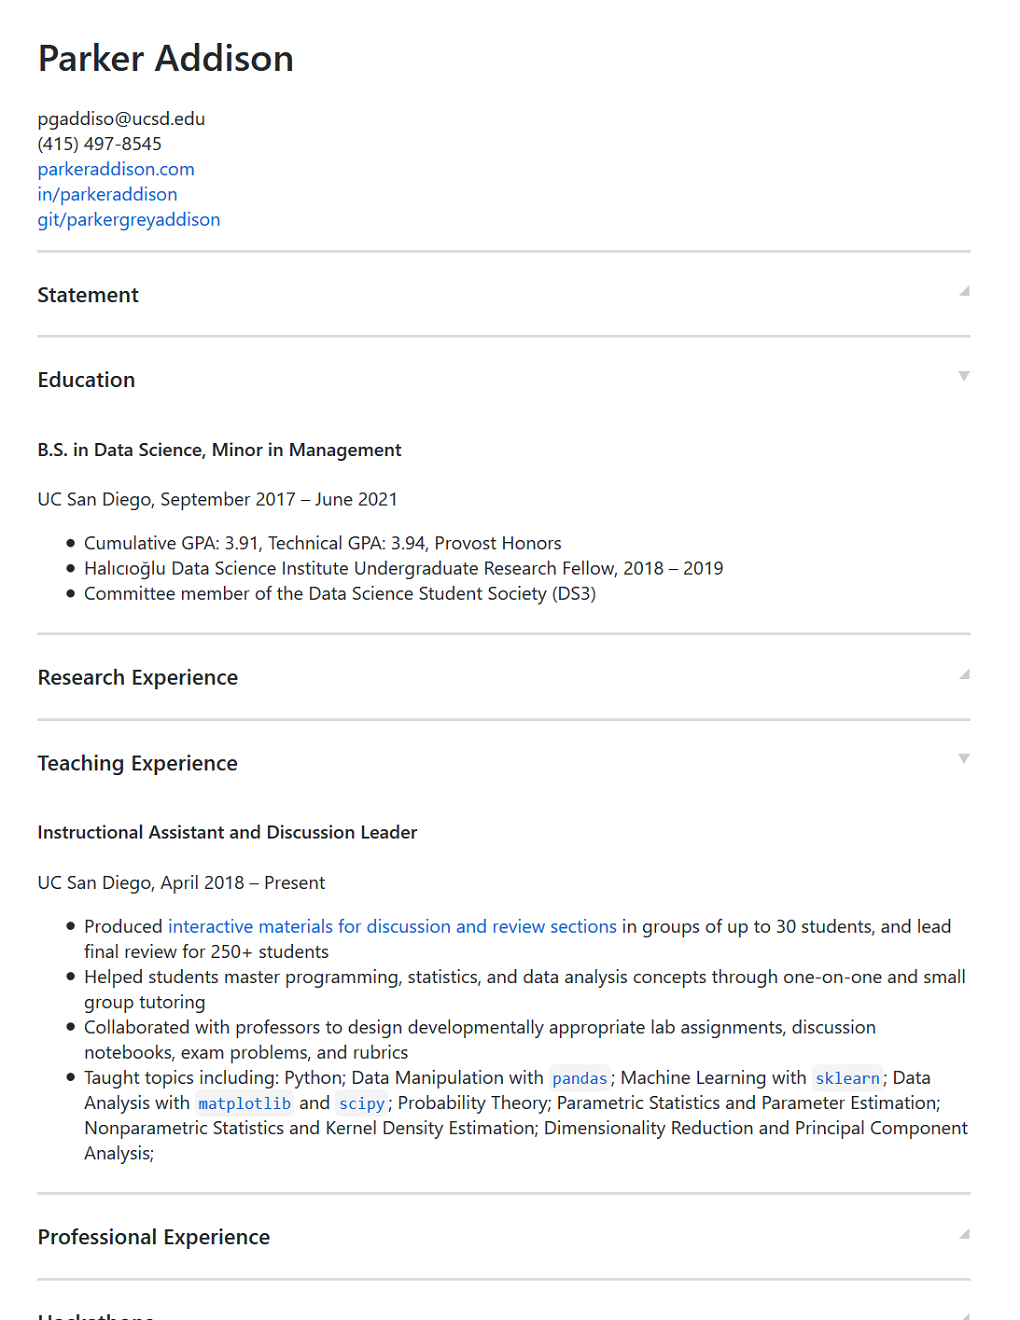 Parker Addison
pgaddiso@ucsd.edu
(415) 497-8545
parkeraddison.com
in/parkeraddison
git/parkergreyaddison
Statement
Education
B.S. in Data Science, Minor in Management
UC San Diego, September 2017 – June 2021
Cumulative GPA: 3.91, Technical GPA: 3.94, Provost Honors
Halıcıoğlu Data Science Institute Undergraduate Research Fellow, 2018 – 2019
Committee member of the Data Science Student Society (DS3)
Research Experience
Teaching Experience
Instructional Assistant and Discussion Leader
UC San Diego, April 2018 – Present
Produced interactive materials for discussion and review sections in groups of up to 30 students, and lead
final review for 250+ students
Helped students master programming, statistics, and data analysis concepts through one-on-one and small
group tutoring
Collaborated with professors to design developmentally appropriate lab assignments, discussion
notebooks, exam problems, and rubrics
Taught topics including: Python; Data Manipulation with pandas; Machine Learning with sklearn; Data
Analysis with matplotlib and scipy; Probability Theory; Parametric Statistics and Parameter Estimation;
Nonparametric Statistics and Kernel Density Estimation; Dimensionality Reduction and Principal Component
Analysis;
Professional Experience
Hackathons